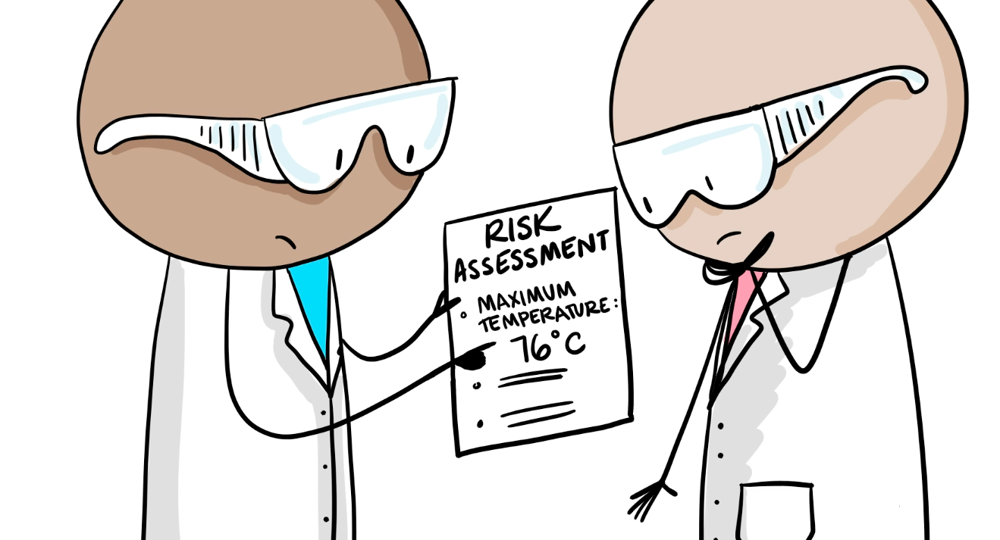 RISK
ASSESSMENT
MAXIMUM
TEMPERATURE:
76°C